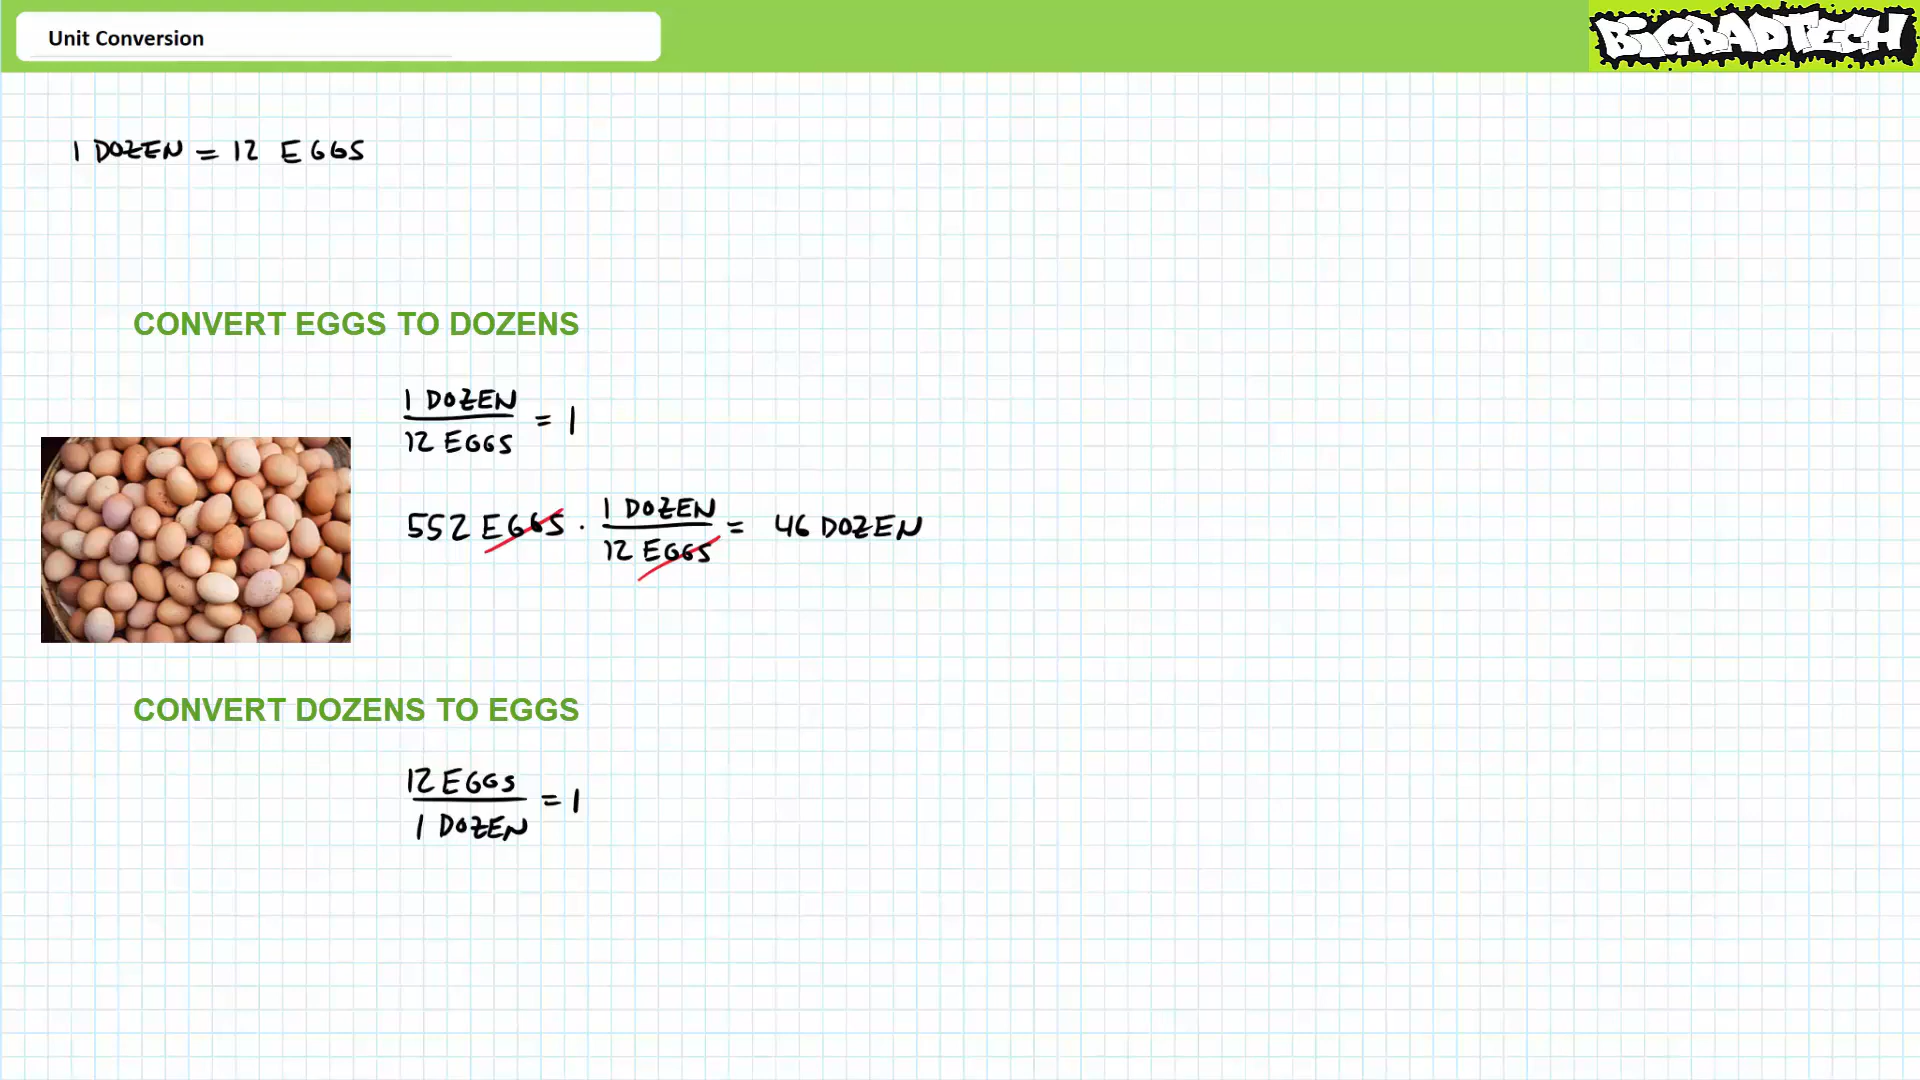 Unit Conversion
BIGBADTECH
1 DOZEN = 12 EGGS
CONVERT EGGS TO DOZENS
1 DOZEN
12 EGGS
= 1
552 EGGS · 1 DOZEN
12 EGGS
= 46 DOZEN
CONVERT DOZENS TO EGGS
12 EGGS
1 DOZEN
= 1